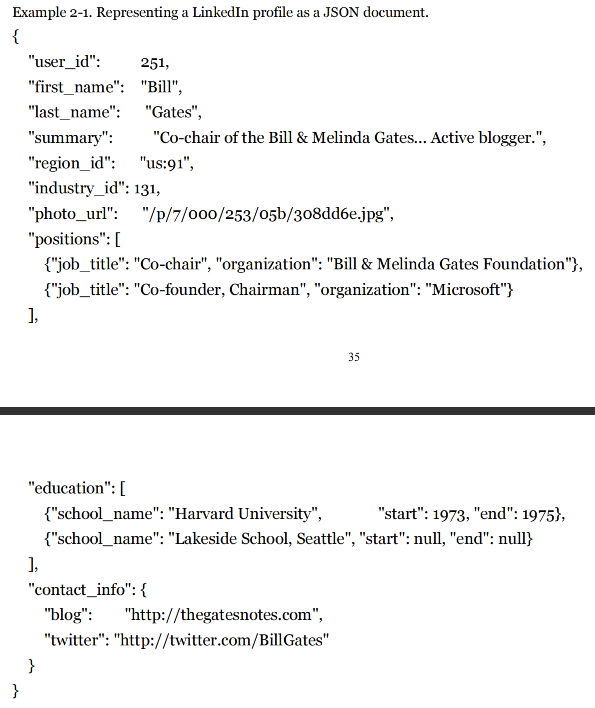 Example 2-1. Representing a LinkedIn profile as a JSON document.
{
"user_id": 251,
"first_name": "Bill",
"last_name": "Gates",
"summary": "Co-chair of the Bill & Melinda Gates... Active blogger.",
"region_id": "us:91",
"industry_id": 131,
"photo_url": "/p/7/000/253/05b/308dd6e.jpg",
"positions": [
{"job_title": "Co-chair", "organization": "Bill & Melinda Gates Foundation"},
{"job_title": "Co-founder, Chairman", "organization": "Microsoft"}
],
35
"education": [
{"school_name": "Harvard University", "start": 1973, "end": 1975},
{"school_name": "Lakeside School, Seattle", "start": null, "end": null}
],
"contact_info": {
"blog": "http://thegatesnotes.com",
"twitter": "http://twitter.com/BillGates"
}
}